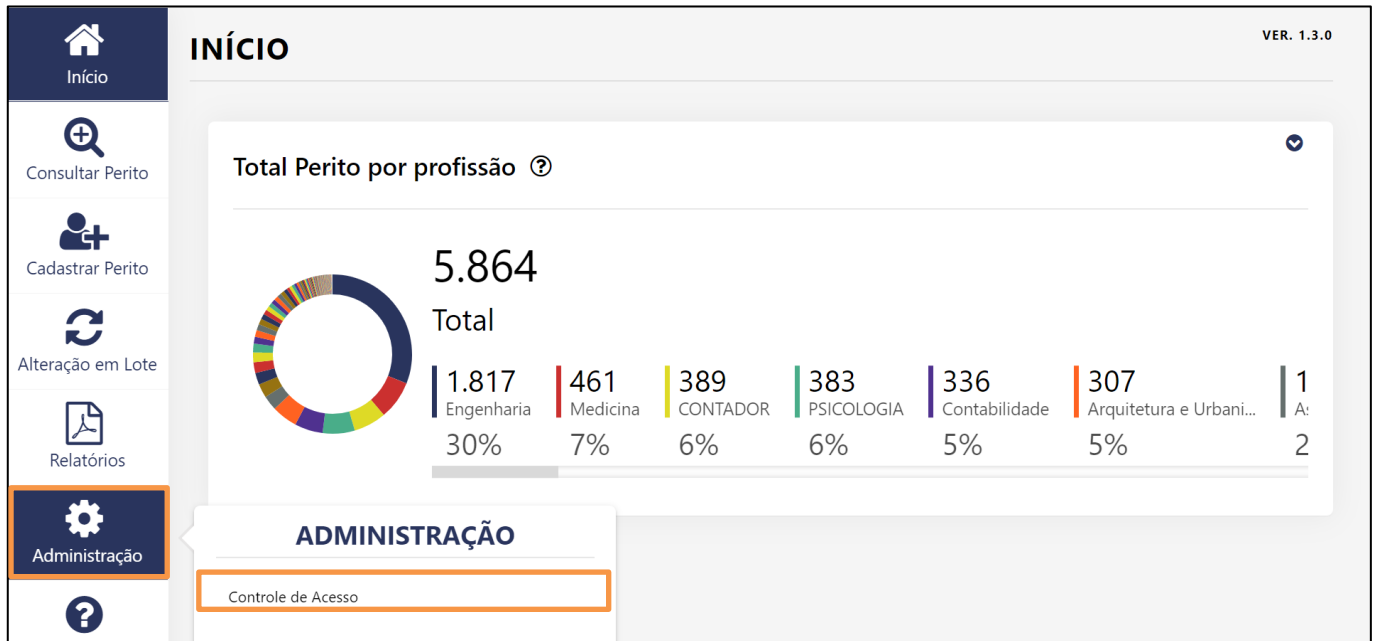 Início
Consultar Perito
Cadastrar Perito
Alteração em Lote
Relatórios
Administração
INÍCIO
VER. 1.3.0
Total Perito por profissão
5.864
Total
1.817 461 389 383 336 307 1
Engenharia Medicina CONTADOR PSICOLOGIA Contabilidade Arquitetura e Urbani...
30% 7% 6% 6% 5% 5% 2
ADMINISTRAÇÃO
Controle de Acesso